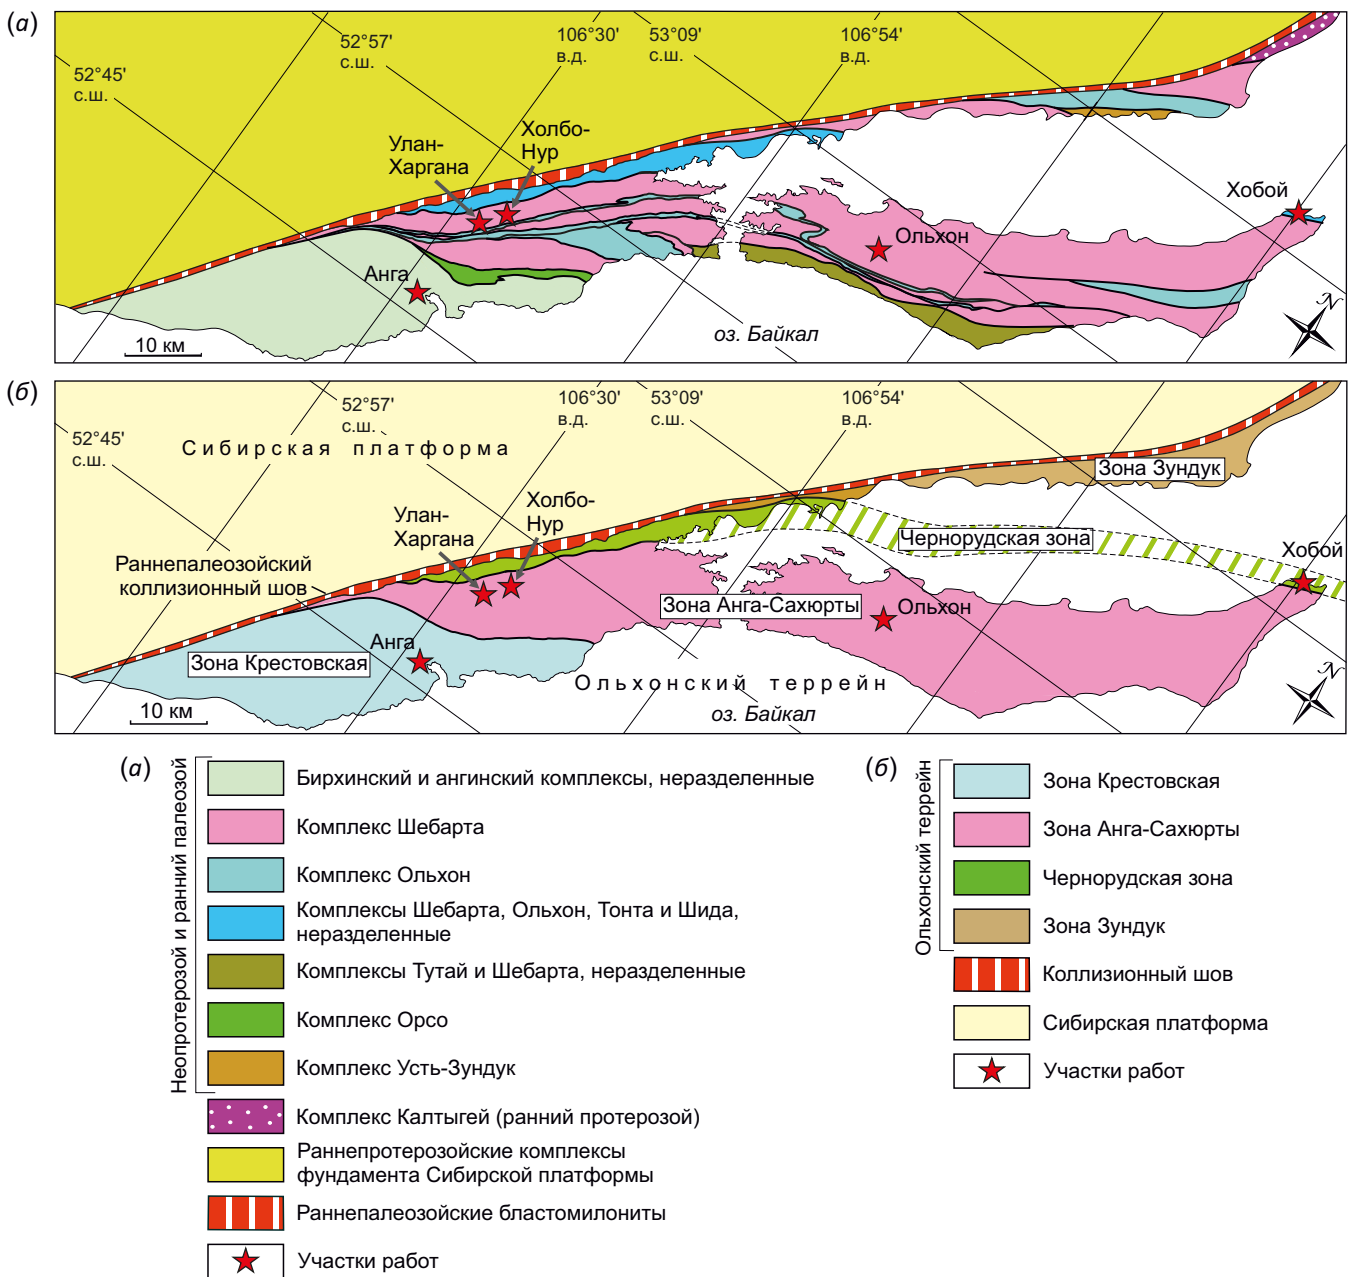 (а)
52°45'
с.ш.
52°57'
с.ш.
106°30'
в.д.
53°09'
с.ш.
106°54'
в.д.
Улан-
Харгана
Холбо-
Нур
Хобой
Ольхон
Анга
оз. Байкал
10 км
N
(б)
52°45'
с.ш.
52°57'
с.ш.
106°30'
в.д.
53°09'
с.ш.
106°54'
в.д.
Сибирская платформа
Зона Зундук
Улан-
Харгана
Холбо-
Нур
Чернорудская зона
Хобой
Раннепалеозойский
коллизионный шов
Зона Анга-Сахюрты
Ольхон
Анга
Зона Крестовская
Ольхонский террейн
оз. Байкал
10 км
N
(а)
Неопротерозой и ранний палеозой
Бирхинский и ангинский комплексы, неразделенные
Комплекс Шебарта
Комплекс Ольхон
Комплексы Шебарта, Ольхон, Тонта и Шида,
неразделенные
Комплексы Тутай и Шебарта, неразделенные
Комплекс Орсо
Комплекс Усть-Зундук
Комплекс Калтыгей (ранний протерозой)
Раннепротерозойские комплексы
фундамента Сибирской платформы
Раннепалеозойские бластомилониты
Участки работ
(б)
Ольхонский террейн
Зона Крестовская
Зона Анга-Сахюрты
Чернорудская зона
Зона Зундук
Коллизионный шов
Сибирская платформа
Участки работ